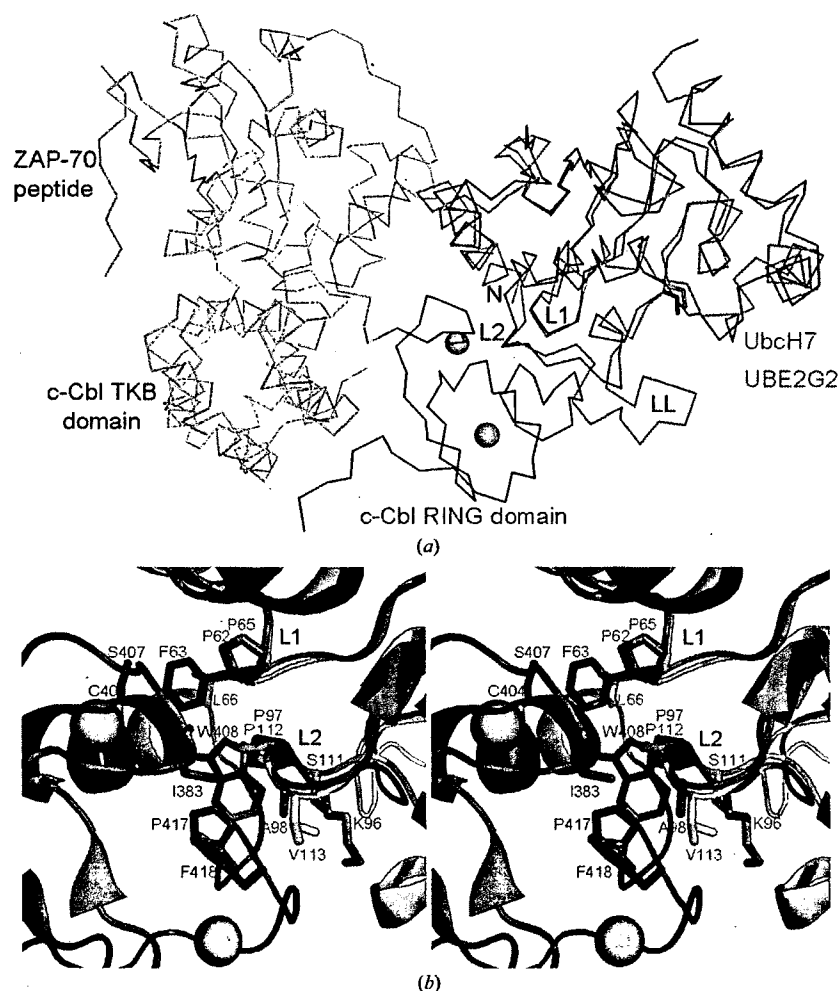 ZAP-70
peptide
N
L1
L2
UbcH7
c-Cbl TKB
domain
LL
UBE2G2
c-Cbl RING domain
(a)
P65
P62
L1
S407
F63
L66
P97
W408
P112
L2
S111
I383
P417
A98
K96
V113
F418
P65
P62
L1
S407
F63
C404
L66
P97
W408
P112
L2
S111
I383
P417
A98
K96
V113
F418
(b)